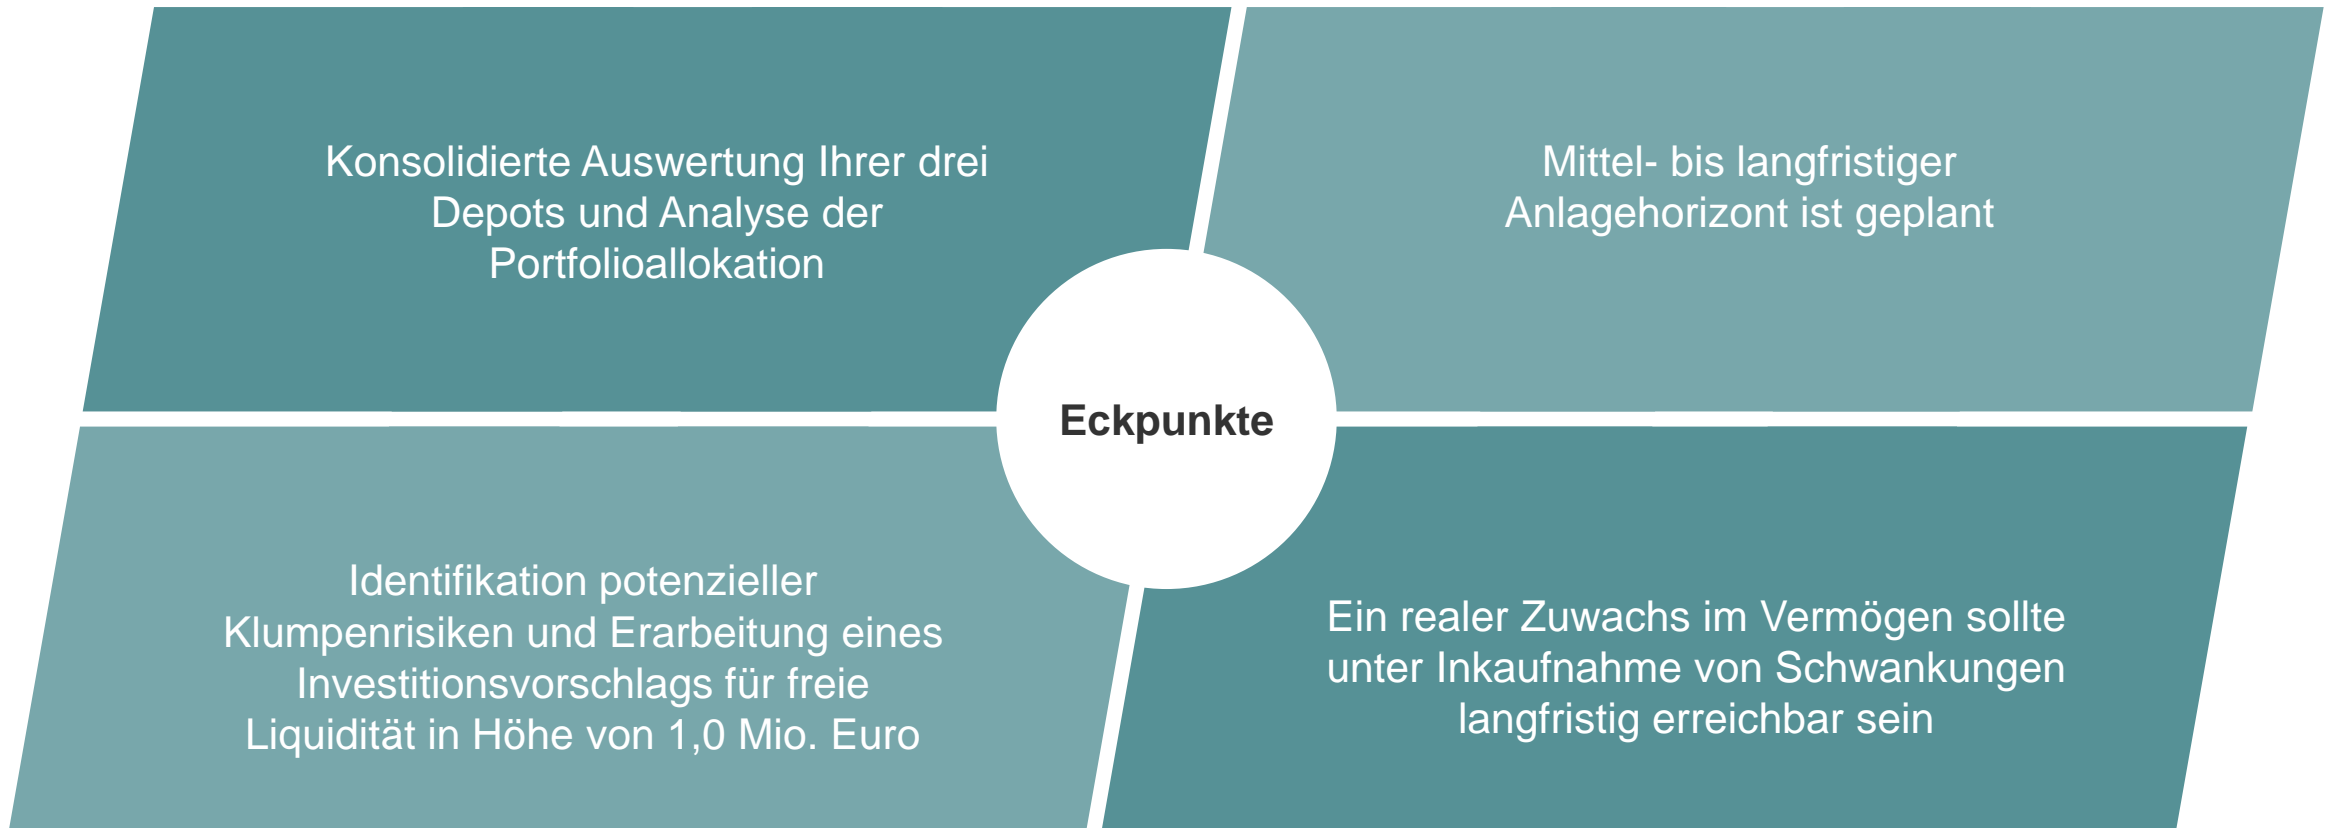 Konsolidierte Auswertung Ihrer drei
Depots und Analyse der
Portfolioallokation
Mittel- bis langfristiger
Anlagehorizont ist geplant
Eckpunkte
Identifikation potenzieller
Klumpenrisiken und Erarbeitung eines
Investitionsvorschlags für freie
Liquidität in Höhe von 1,0 Mio. Euro
Ein realer Zuwachs im Vermögen sollte
unter Inkaufnahme von Schwankungen
langfristig erreichbar sein